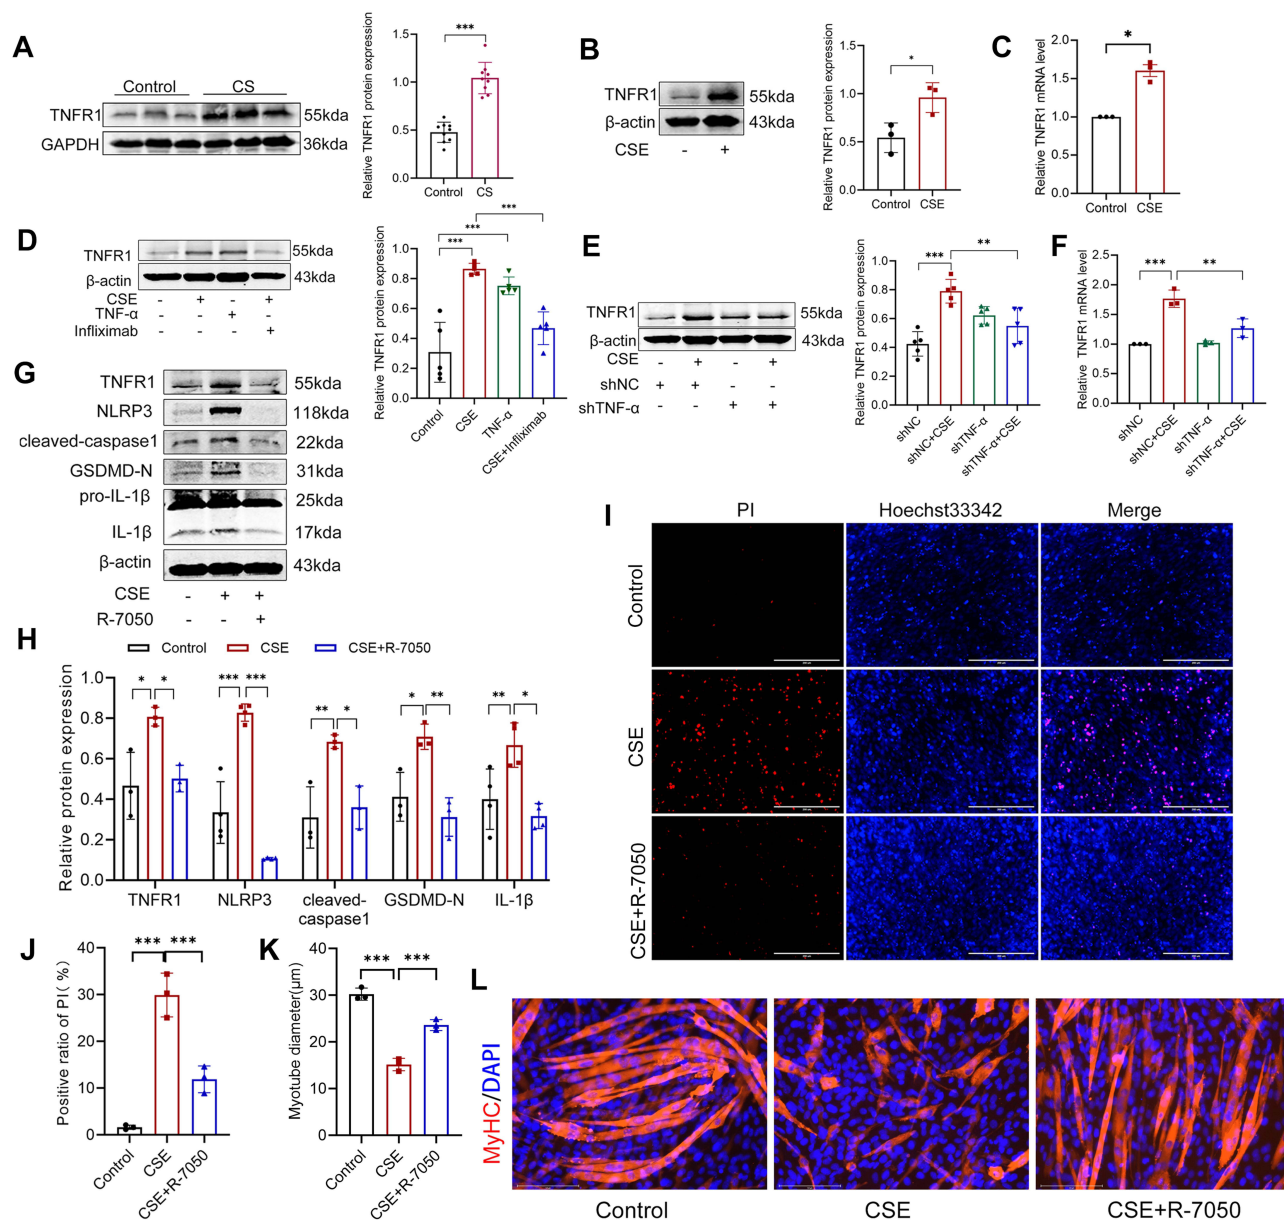 A
Control CS
TNFR1 55kda
GAPDH 36kda
Relative TNFR1 protein expression
1.5
1.0
0.5
0.0
***
Control CS
B
TNFR1 55kda
β-actin 43kda
CSE - +
Relative TNFR1 protein expression
1.5
1.0
0.5
0.0
*
Control CSE
C
Relative TNFR1 mRNA level
2.0
1.5
1.0
0.5
0.0
*
Control CSE
D
TNFR1 55kda
β-actin 43kda
CSE - + - +
TNF-α - - + -
Infliximab - - - +
Relative TNFR1 protein expression
1.0
0.8
0.6
0.4
0.2
0.0
***
***
***
Control
CSE
TNF-α
CSE+Infliximab
E
TNFR1 55kda
β-actin 43kda
CSE - + - +
shNC + + - -
shTNF-α - - + +
Relative TNFR1 protein expression
1.0
0.8
0.6
0.4
0.2
0.0
*** **
shNC
shNC+CSE
shTNF-α
shTNF-α+CSE
F
Relative TNFR1 mRNA level
2.5
2.0
1.5
1.0
0.5
0.0
*** **
shNC
shNC+CSE
shTNF-α
shTNF-α+CSE
G
TNFR1 55kda
NLRP3 118kda
cleaved-caspase1 22kda
GSDMD-N 31kda
pro-IL-1β 25kda
IL-1β 17kda
β-actin 43kda
CSE - + +
R-7050 - - +
H
Control CSE CSE+R-7050
Relative protein expression
1.0
0.8
0.6
0.4
0.2
0.0
* * *** *** ** * * ** ** *
TNFR1 NLRP3 cleaved-caspase1 GSDMD-N IL-1β
I
PI Hoechst33342 Merge
Control
CSE
CSE+R-7050
J
Positive ratio of PI( %)
40
30
20
10
0
*** ***
Control
CSE
CSE+R-7050
K
Myotube diameter(μm)
40
30
20
10
0
*** ***
Control
CSE
CSE+R-7050
L
MyHC/DAPI
Control CSE CSE+R-7050